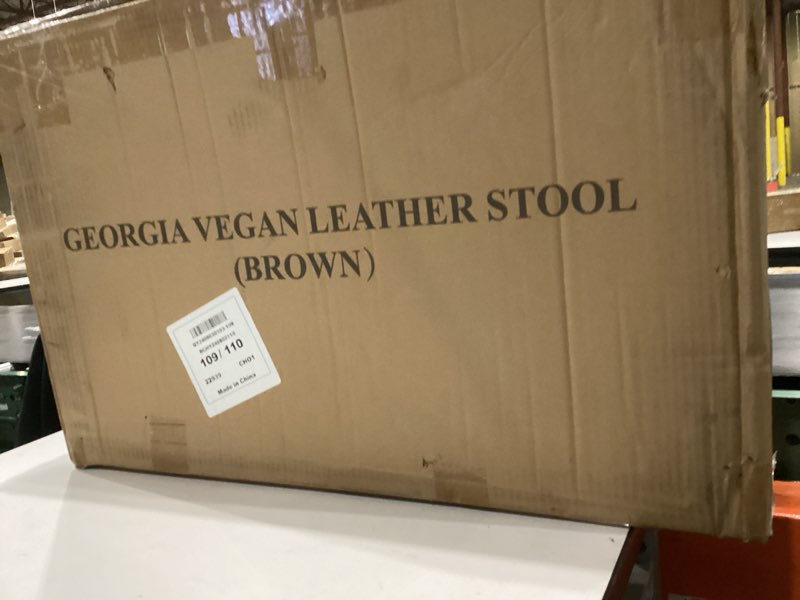 GEORGIA VEGAN LEATHER STOOL
(BROWN)
109/110
CH01
Made in China